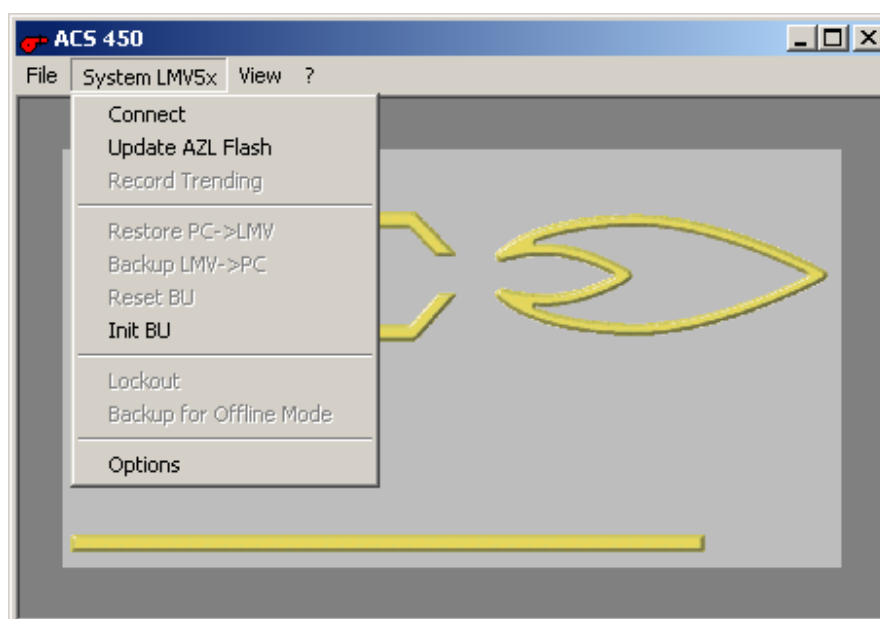 ACS 450
File System LMV5x View ?
Connect
Update AZL Flash
Record Trending
Restore PC->LMV
Backup LMV->PC
Reset BU
Init BU
Lockout
Backup for Offline Mode
Options